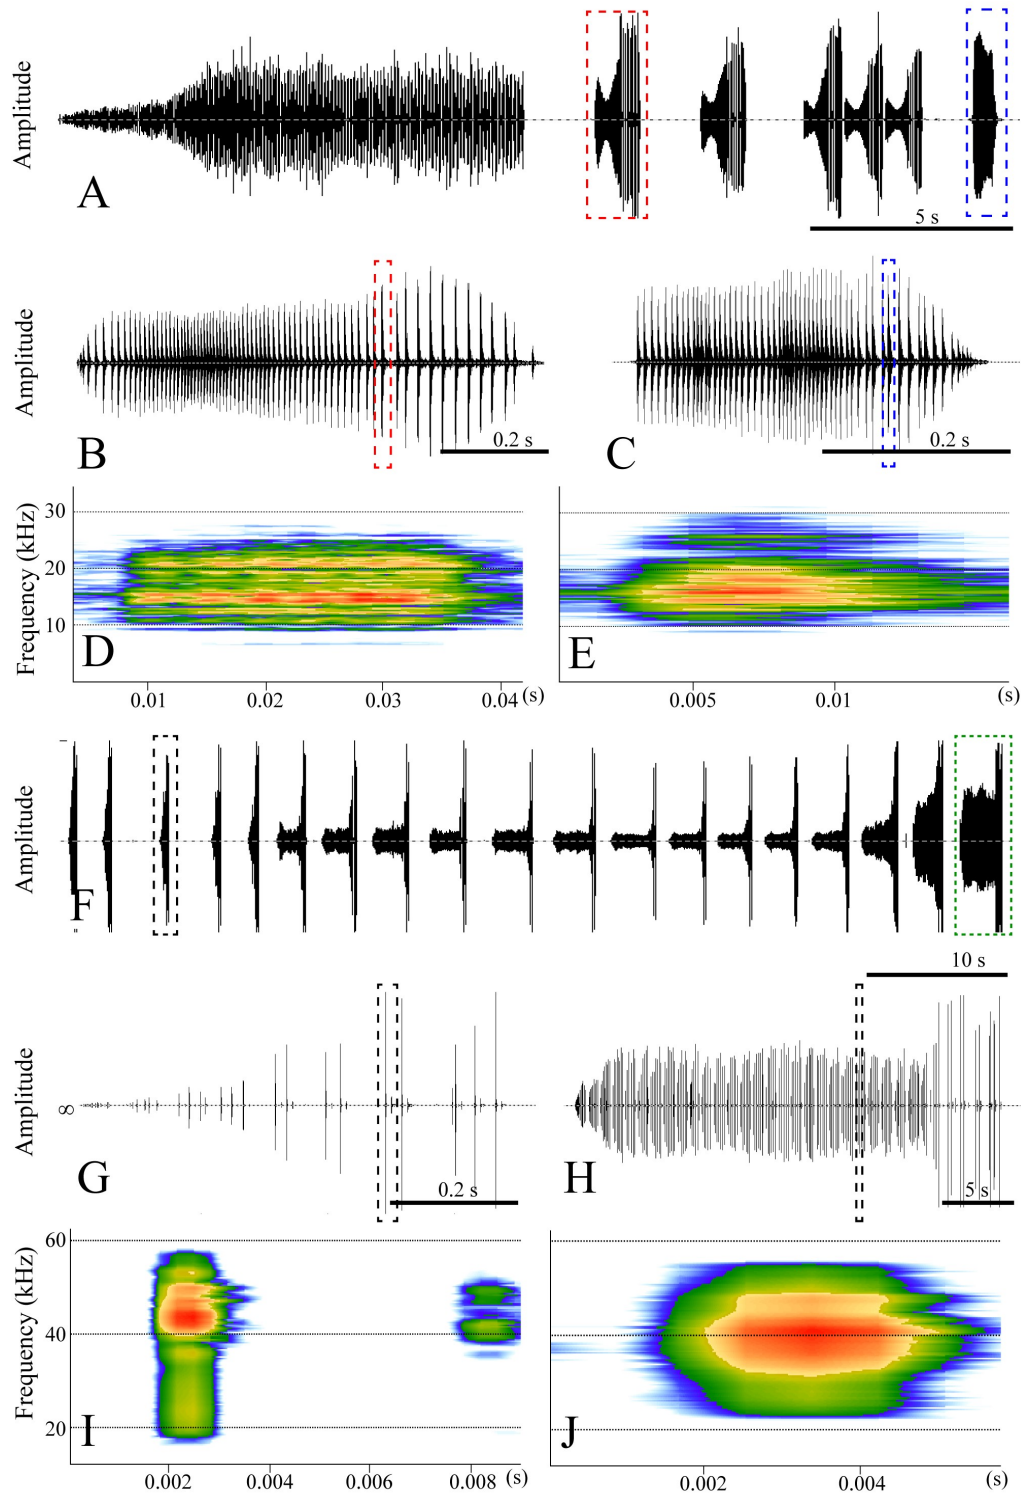 Amplitude
A
5 s
Amplitude
B
0.2 s
C
0.2 s
Frequency (kHz)
30
20
10
D
E
0.01
0.02
0.03
0.04 (s)
0.005
0.01
(s)
Amplitude
F
10 s
Amplitude
∞
G
0.2 s
H
5 s
Frequency (kHz)
60
40
20
I
J
0.002
0.004
0.006
0.008
(s)
0.002
0.004
(s)